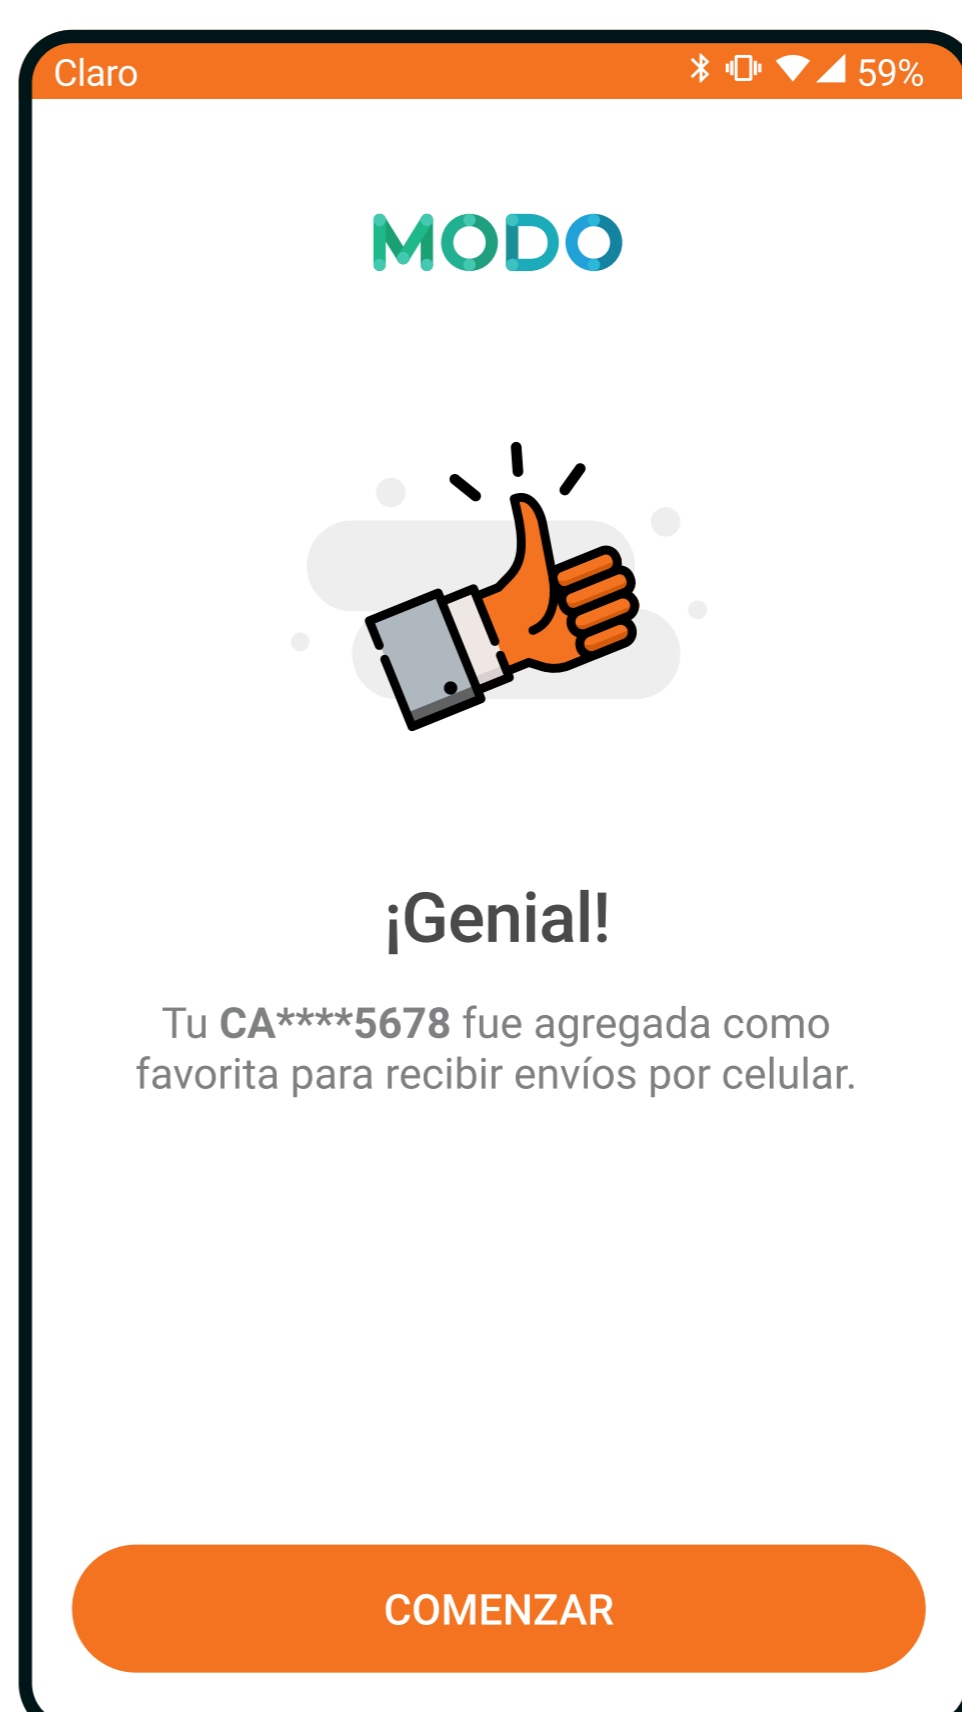 Claro 59%
MODO
¡Genial!
Tu CA****5678 fue agregada como
favorita para recibir envíos por celular.
COMENZAR